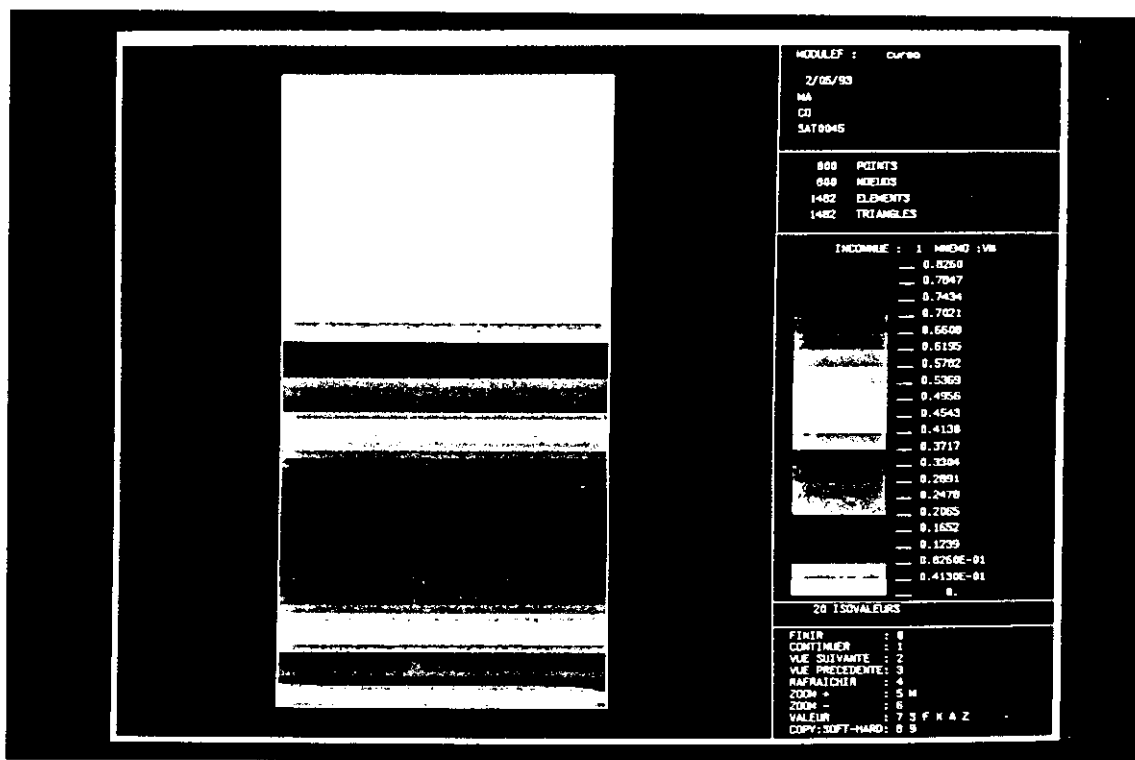 MODULEF : curso
2/05/93
MA
CO
SAT0045
800 POINTS
800 NOEUDS
1482 ELEMENTS
1482 TRIANGLES
INCONNUE : 1 MNEMO :VN
0.8260
0.7847
0.7434
0.7021
0.6608
0.6195
0.5782
0.5369
0.4956
0.4543
0.4130
0.3717
0.3304
0.2891
0.2478
0.2065
0.1652
0.1239
0.8260E-01
0.4130E-01
0.
20 ISOVALEURS
FINIR : 0
CONTINUER : 1
VUE SUIVANTE : 2
VUE PRECEDENTE: 3
RAFRAICHIR : 4
ZOOM + : 5 M
ZOOM - : 6
VALEUR : 7 S F X A Z
COPY:SOFT-HARD: 8 9